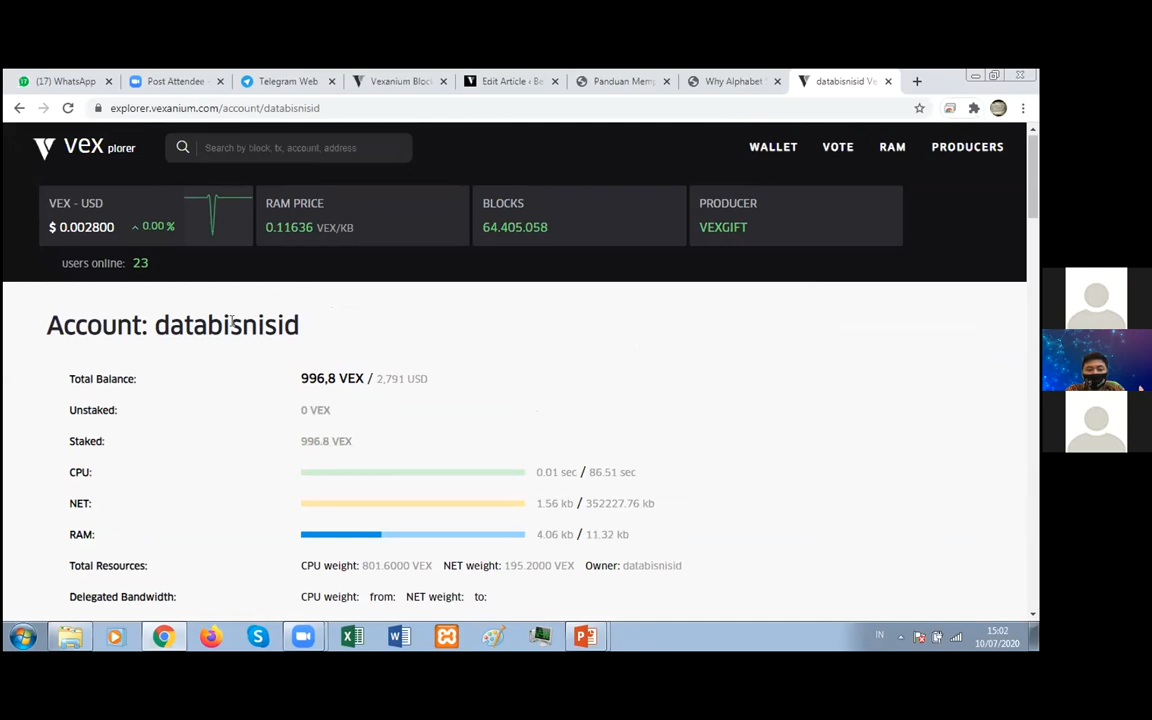 (17) WhatsApp
Post Attendee
Telegram Web
Vexanium Bloc
Edit Article ‹ Be
Panduan Memp
Why Alphabet
databisnisid Ve
explorer.vexanium.com/account/databisnisid
vex plorer
Search by block, tx, account, address
WALLET VOTE RAM PRODUCERS
VEX - USD
$ 0.002800 0.00 %
RAM PRICE
0.11636 VEX/KB
BLOCKS
64.405.058
PRODUCER
VEXGIFT
users online: 23
Account: databisnisid
Total Balance: 996,8 VEX / 2,791 USD
Unstaked: 0 VEX
Staked: 996.8 VEX
CPU: 0.01 sec / 86.51 sec
NET: 1.56 kb / 352227.76 kb
RAM: 4.06 kb / 11.32 kb
Total Resources: CPU weight: 801.6000 VEX NET weight: 195.2000 VEX Owner: databisnisid
Delegated Bandwidth: CPU weight: from: NET weight: to:
IN
15:02
10/07/2020